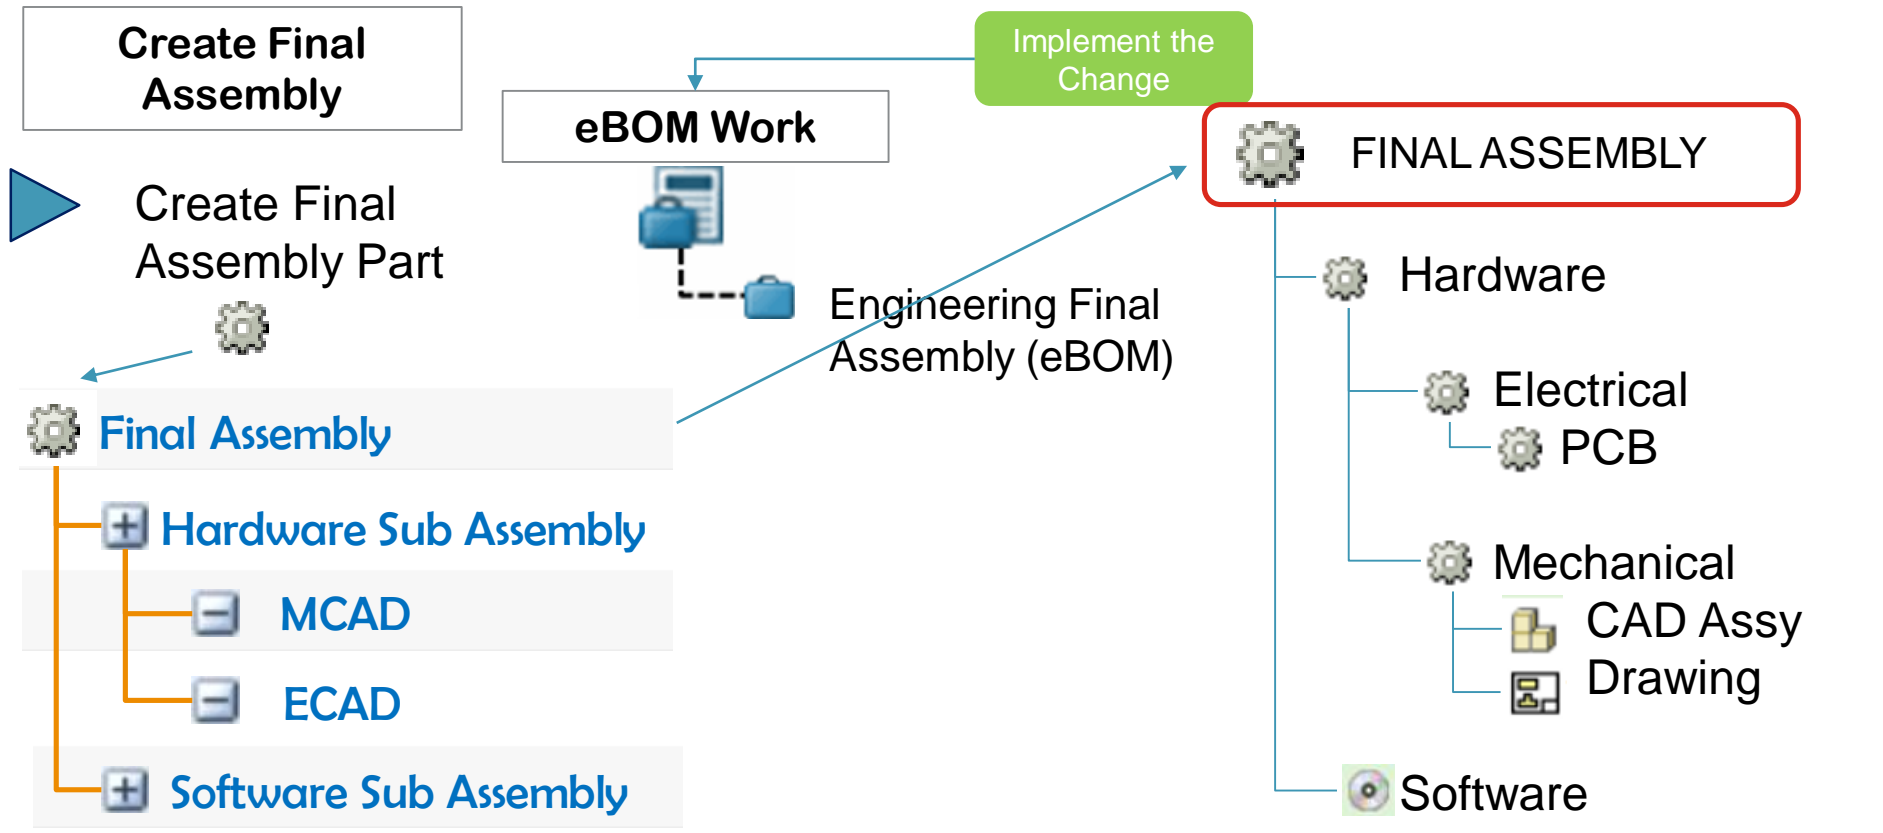 Create Final
Assembly
Implement the
Change
eBOM Work
FINAL ASSEMBLY
Create Final
Assembly Part
Hardware
Engineering Final
Assembly (eBOM)
Electrical
PCB
Final Assembly
Hardware Sub Assembly
MCAD
ECAD
Software Sub Assembly
Mechanical
CAD Assy
Drawing
Software